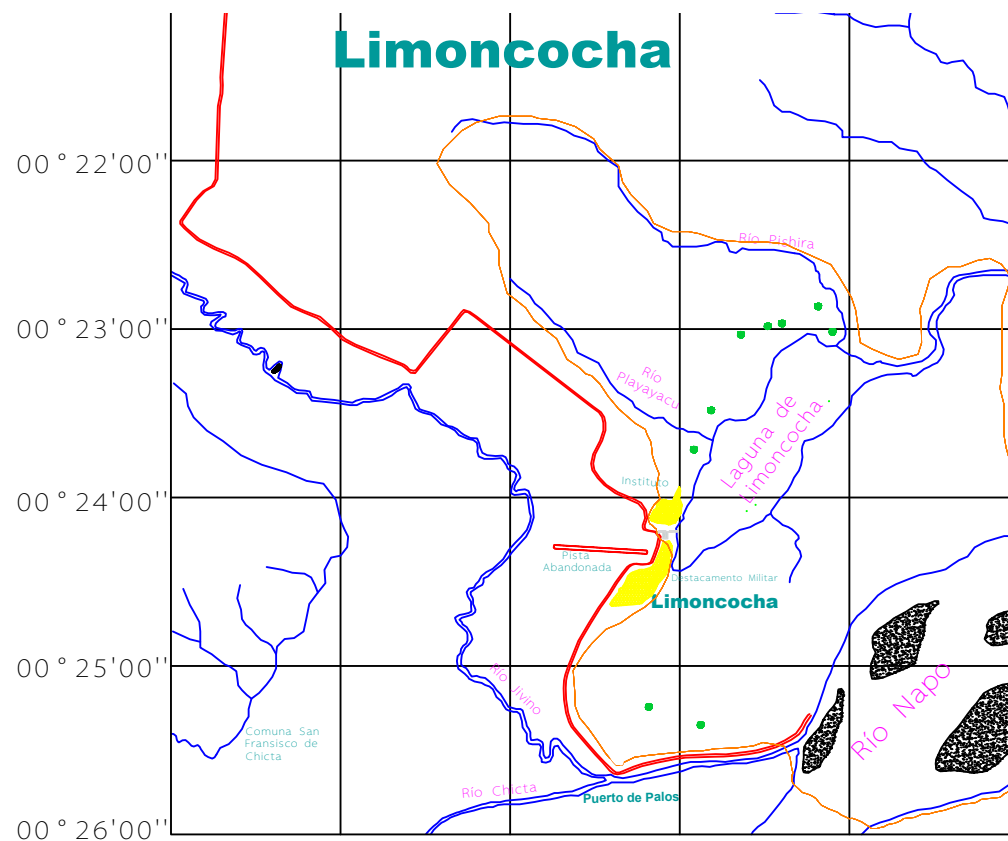 Limoncocha
00°22'00''
Río Pishira
00°23'00''
Río
Playayacu
Laguna de
Limoncocha
Instituto
00°24'00''
Pista
Abandonada
Destacamento Militar
Limoncocha
00°25'00''
Río Jivino
Río Napo
Comuna San
Fransisco de
Chicta
Río Chicta
Puerto de Palos
00°26'00''